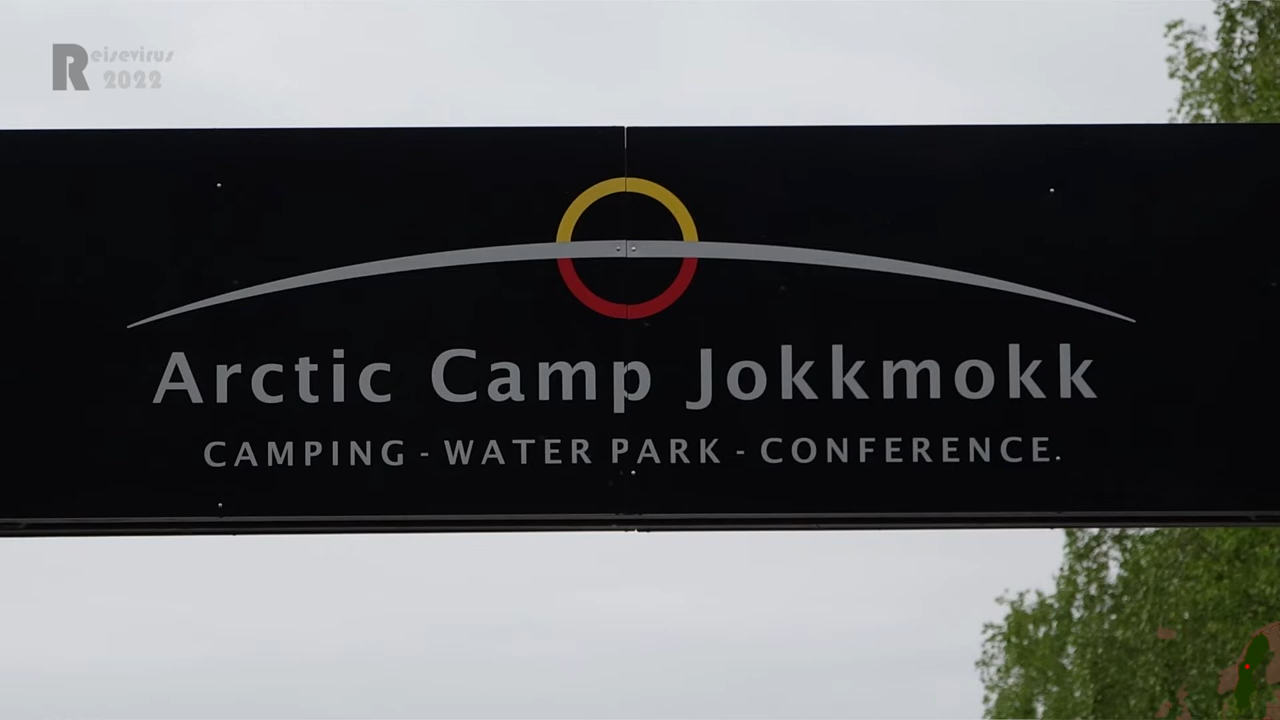 Reisevirus
2022
Arctic Camp Jokkmokk
CAMPING - WATER PARK - CONFERENCE.